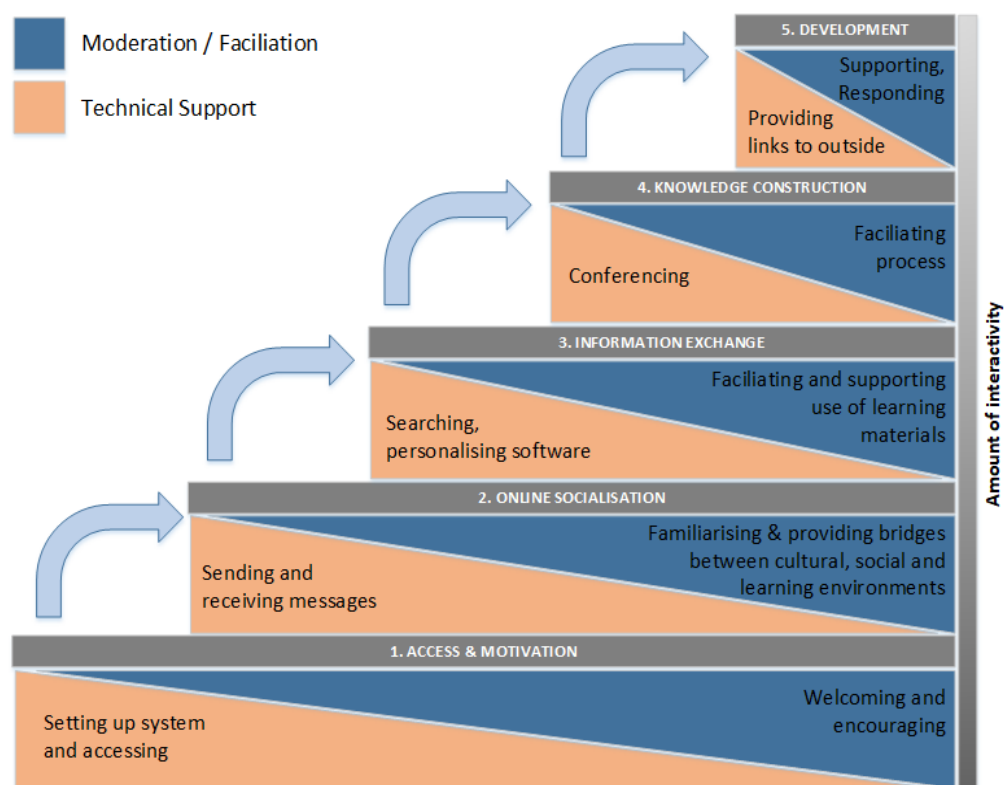 Moderation / Faciliation
Technical Support
5. DEVELOPMENT
Supporting,
Responding
Providing
links to outside
4. KNOWLEDGE CONSTRUCTION
Faciliating
process
Conferencing
3. INFORMATION EXCHANGE
Faciliating and supporting
use of learning
materials
Searching,
personalising software
2. ONLINE SOCIALISATION
Familiarising & providing bridges
between cultural, social and
learning environments
Sending and
receiving messages
1. ACCESS & MOTIVATION
Welcoming and
encouraging
Setting up system
and accessing
Amount of interactivity